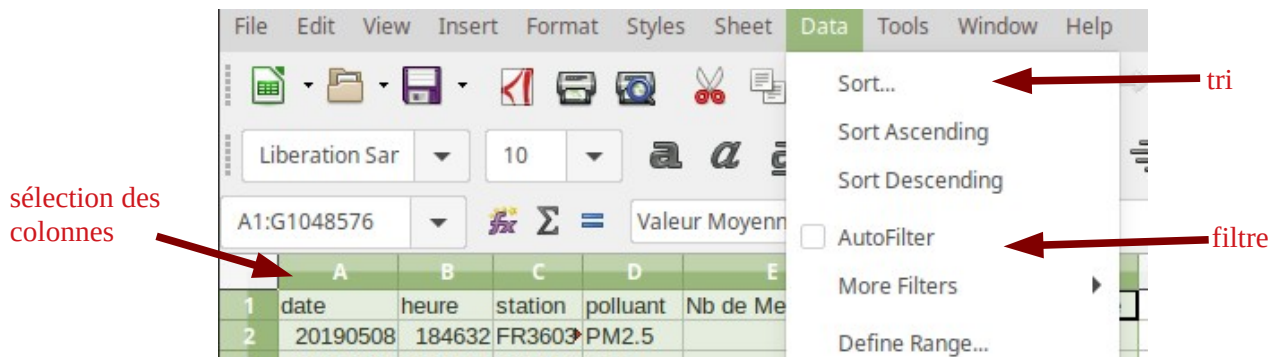 File Edit View Insert Format Styles Sheet Data Tools Window Help
Sort...
tri
Sort Ascending
Liberation Sar 10 a a
Sort Descending
sélection des
colonnes
A1:G1048576 Σ = Valeur Moyenn
AutoFilter
filtre
A B C D E
More Filters
1 date heure station polluant Nb de Me
2 20190508 184632 FR3603 PM2.5
Define Range...